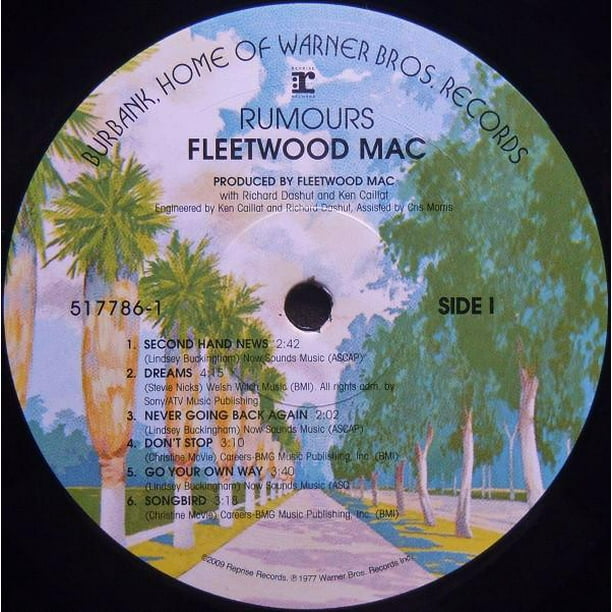 BURBANK, HOME OF WARNER BROS. RECORDS
REPRISE
r
RECORDS
RUMOURS
FLEETWOOD MAC
PRODUCED BY FLEETWOOD MAC
with Richard Dashut and Ken Caillat
Engineered by Ken Caillat and Richard Dashut, Assisted by Cris Morris
517786-1
SIDE I
1. SECOND HAND NEWS 2:42
(Lindsey Buckingham) Now Sounds Music (ASCAP)
2. DREAMS 4:15
(Stevie Nicks) Welsh Witch Music (BMI). All rights adm. by
Sony/ATV Music Publishing
3. NEVER GOING BACK AGAIN 2:02
(Lindsey Buckingham) Now Sounds Music (ASCAP)
4. DON'T STOP 3:10
(Christine McVie) Careers-BMG Music Publishing, Inc. (BMI)
5. GO YOUR OWN WAY 3:40
(Lindsey Buckingham) Now Sounds Music (ASC
6. SONGBIRD 3:18
(Christine McVie) Careers-BMG Music Publishing, Inc. (BMI)
©2009 Reprise Records. ℗ 1977 Warner Bros. Records Inc.